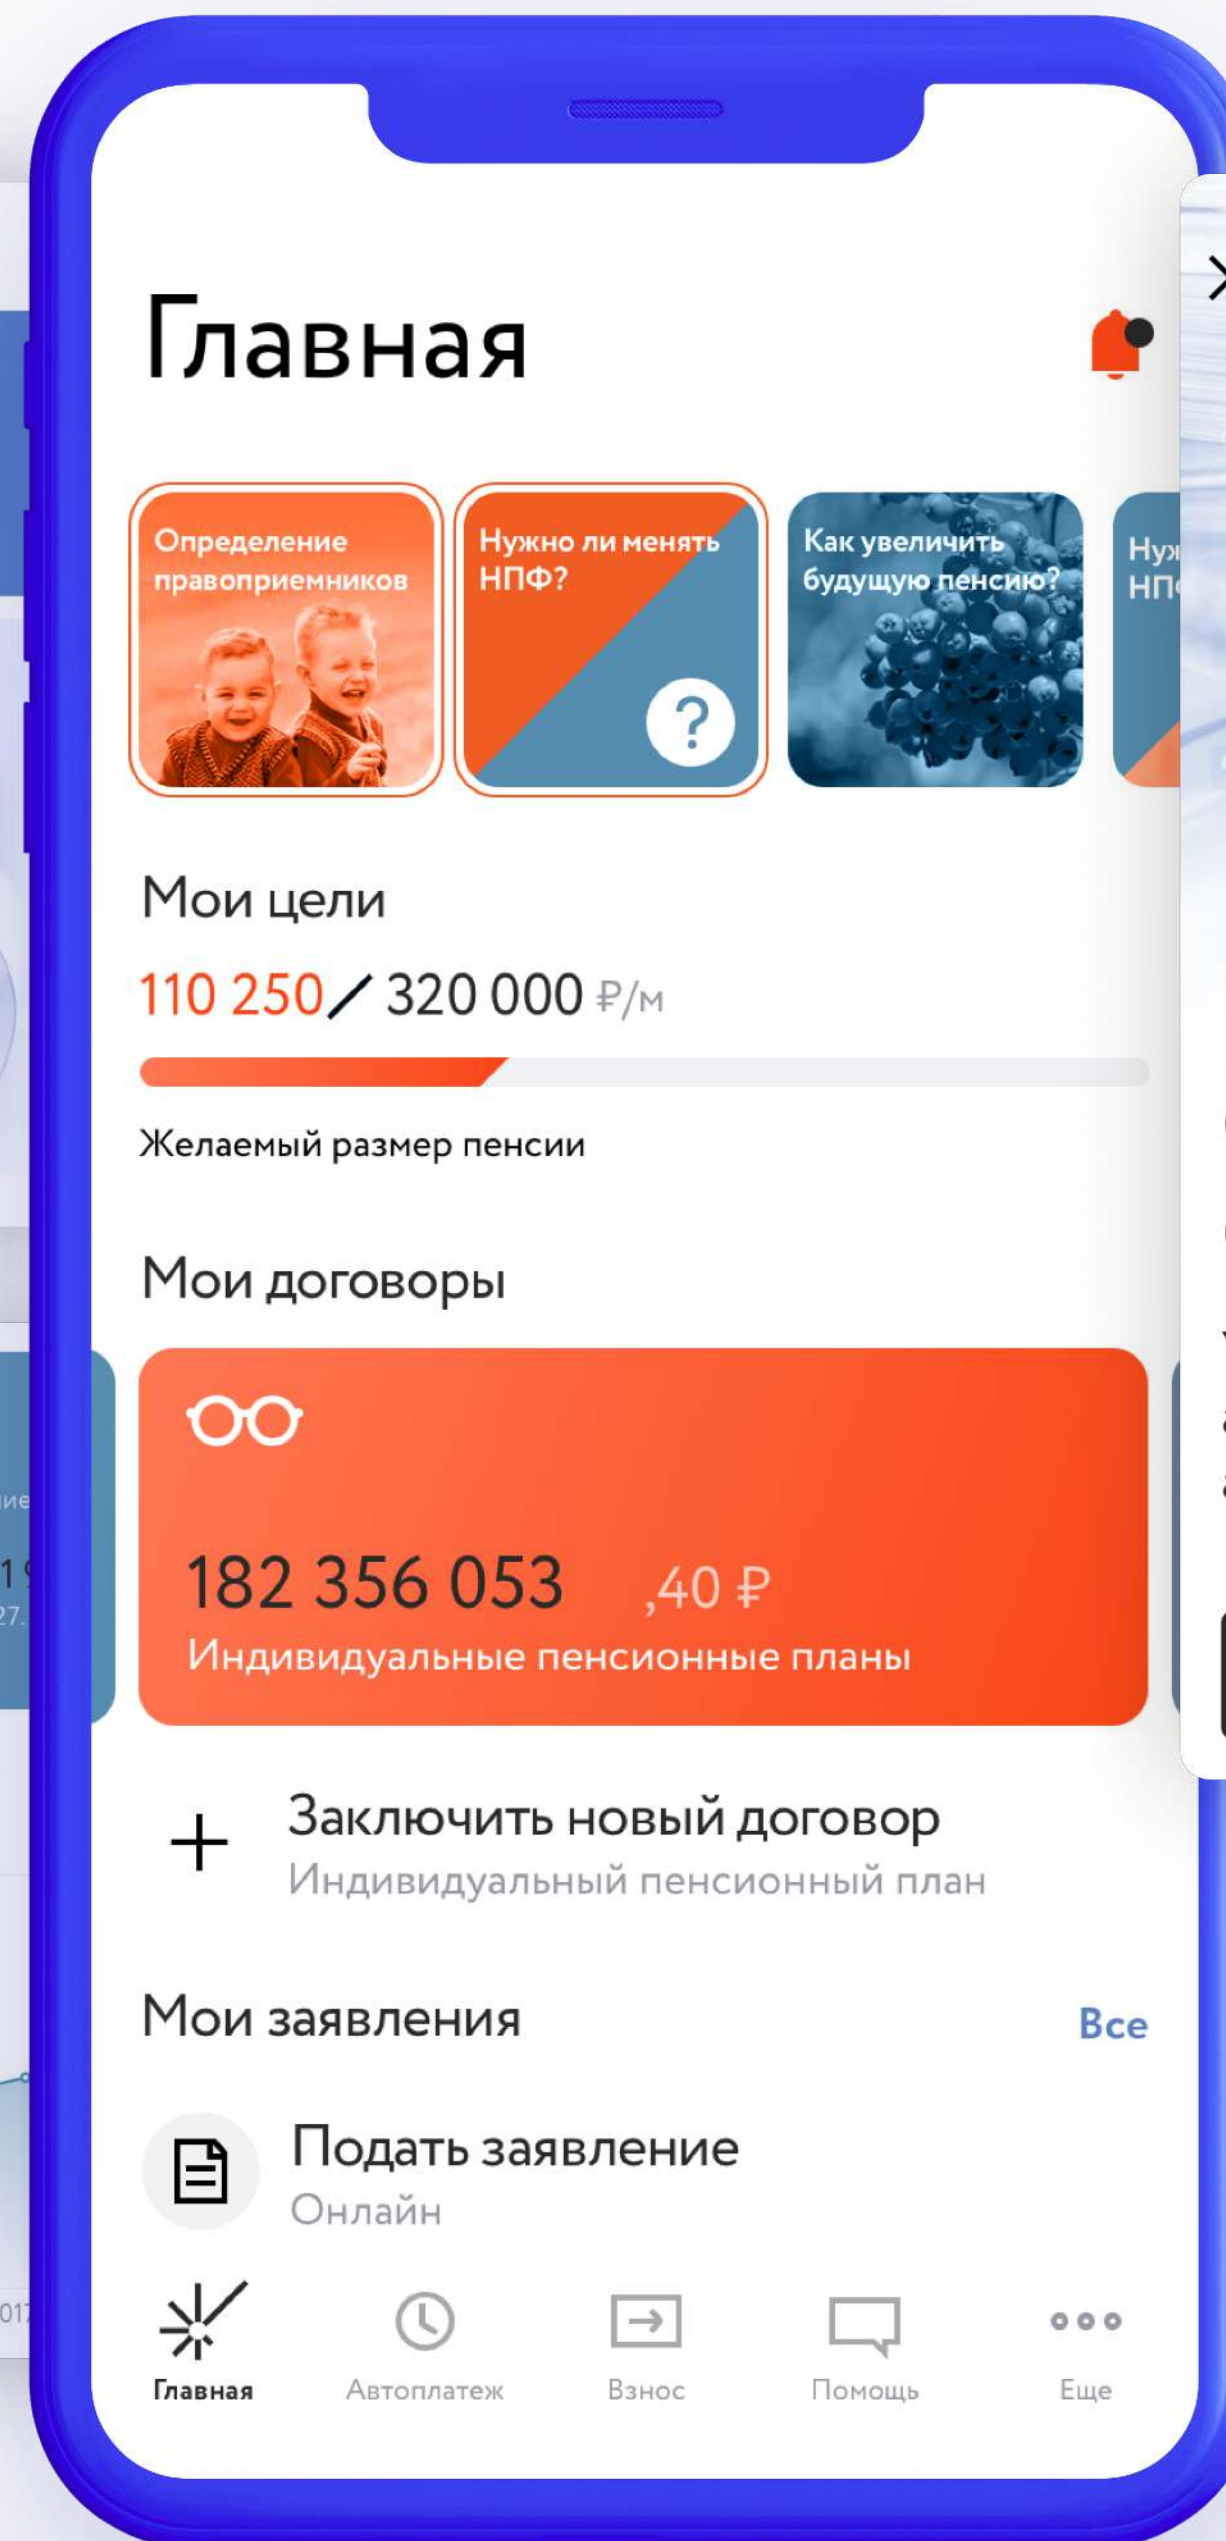 Главная
Определение
правоприемников
Нужно ли менять
НПФ?
Как увеличить
будущую пенсию?
Мои цели
110 250 / 320 000 ₽/м
Желаемый размер пенсии
Мои договоры
182 356 053 ,40 ₽
Индивидуальные пенсионные планы
Заключить новый договор
Индивидуальный пенсионный план
Мои заявления
Все
Подать заявление
Онлайн
Главная
Автоплатеж
Взнос
Помощь
Еще